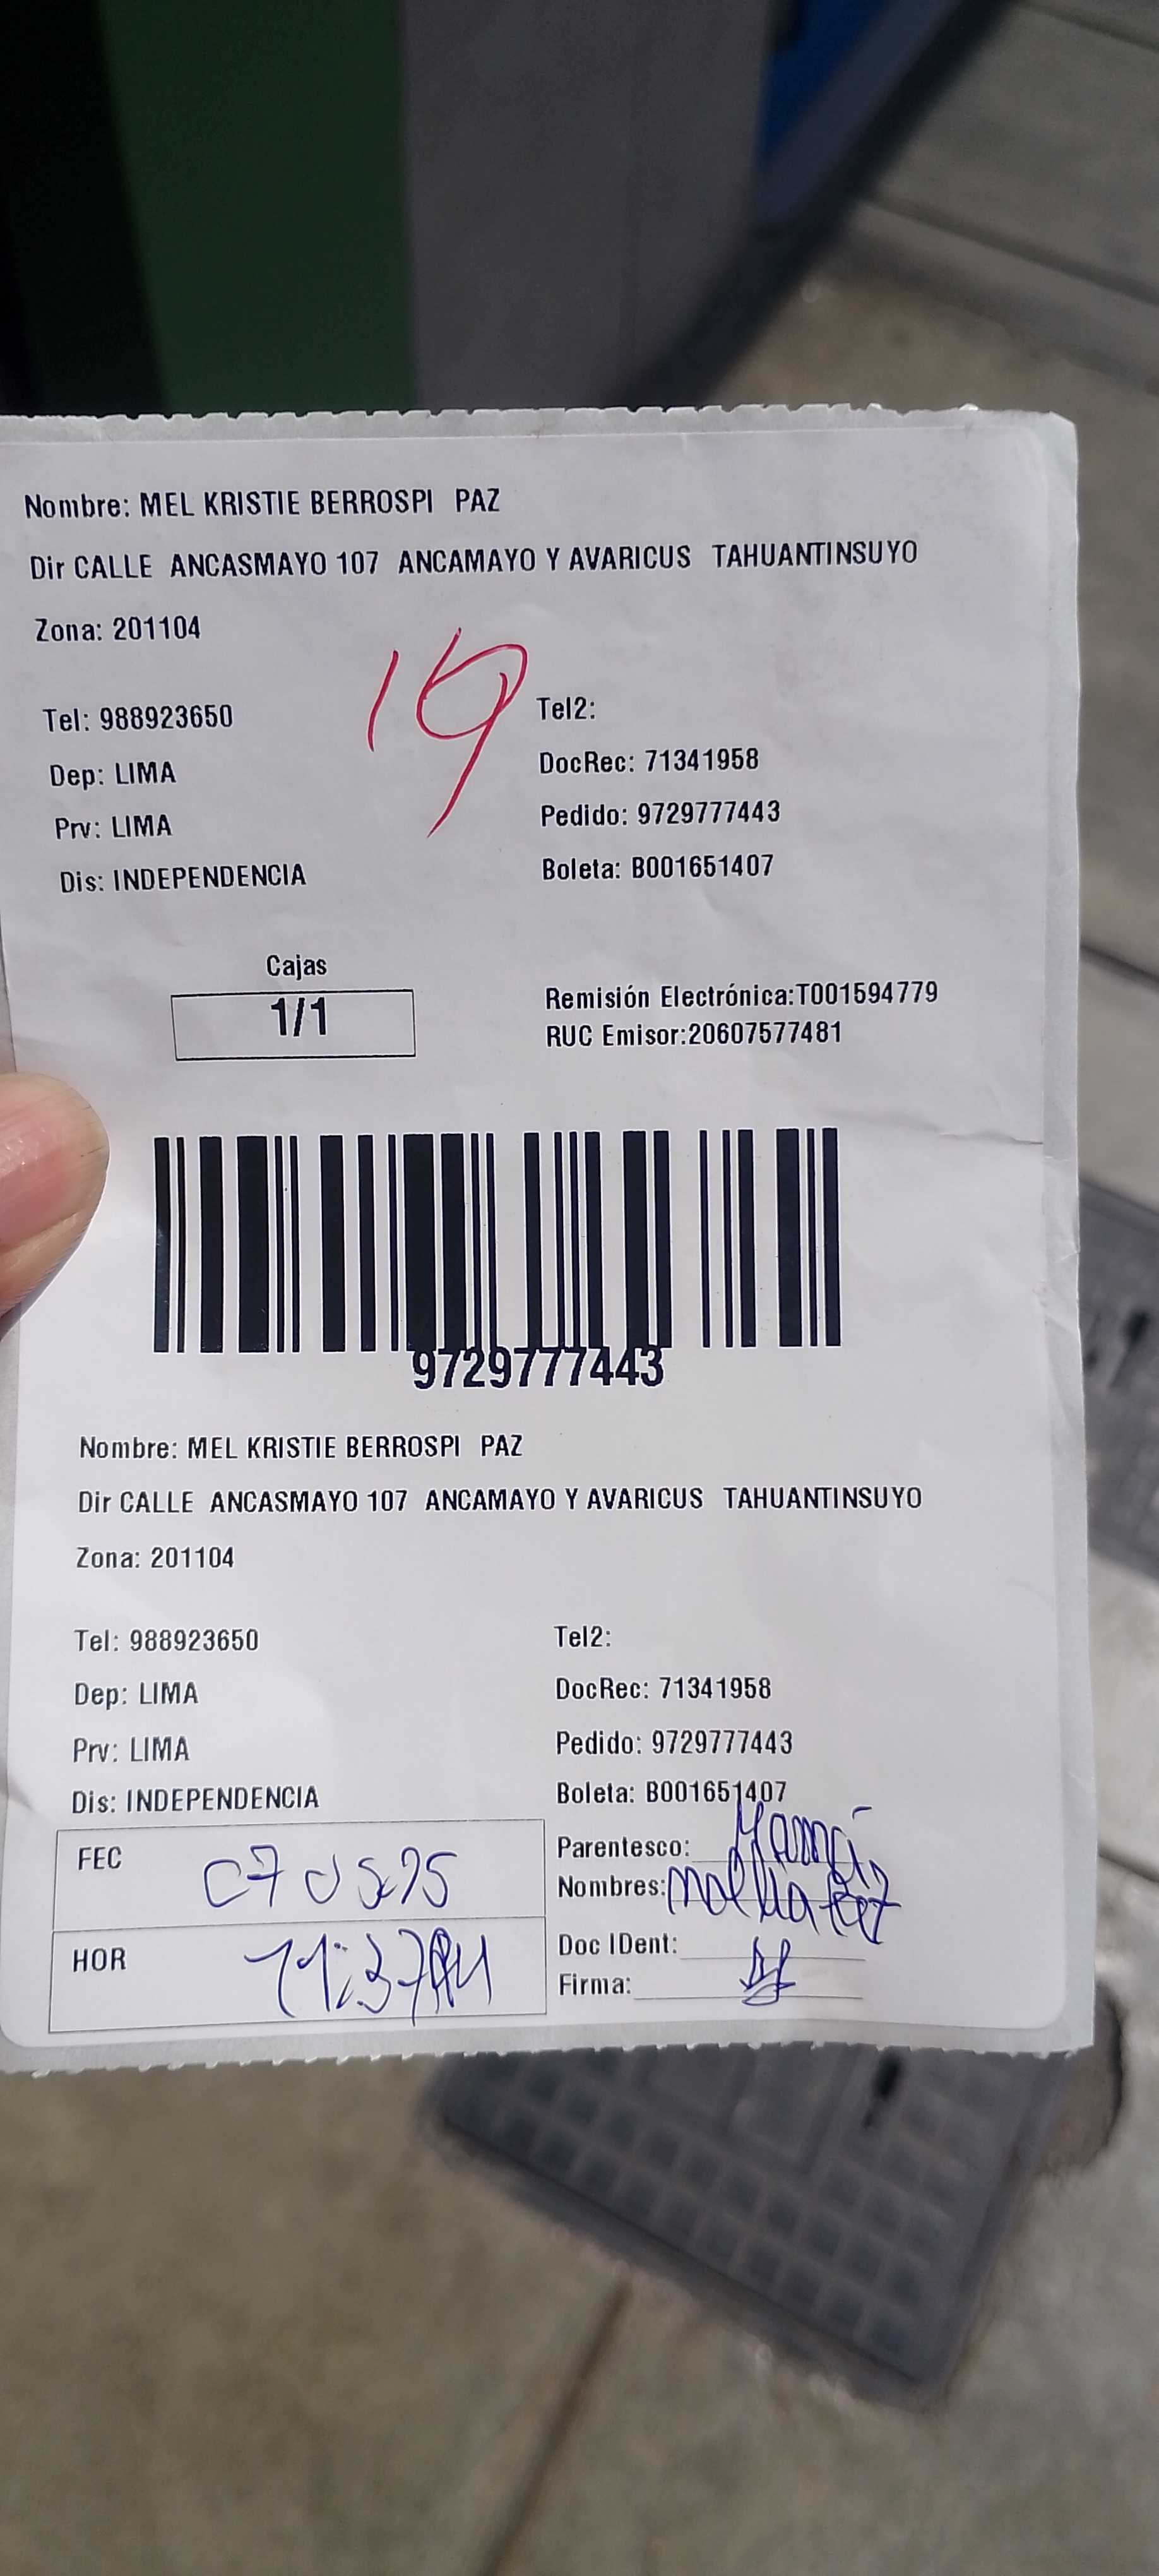 Nombre: MEL KRISTIE BERROSPI PAZ
Dir CALLE ANCASMAYO 107 ANCAMAYO Y AVARICUS TAHUANTINSUYO
Zona: 201104
19
Tel: 988923650 Tel2:
Dep: LIMA DocRec: 71341958
Prv: LIMA Pedido: 9729777443
Dis: INDEPENDENCIA Boleta: B001651407
Cajas
1/1
Remisión Electrónica:T001594779
RUC Emisor:20607577481
9729777443
Nombre: MEL KRISTIE BERROSPI PAZ
Dir CALLE ANCASMAYO 107 ANCAMAYO Y AVARICUS TAHUANTINSUYO
Zona: 201104
Tel: 988923650 Tel2:
Dep: LIMA DocRec: 71341958
Prv: LIMA Pedido: 9729777443
Dis: INDEPENDENCIA Boleta: B001651407
FEC
Parentesco: Mamá
Nombres:
HOR 11:37AM
Doc IDent:
Firma: